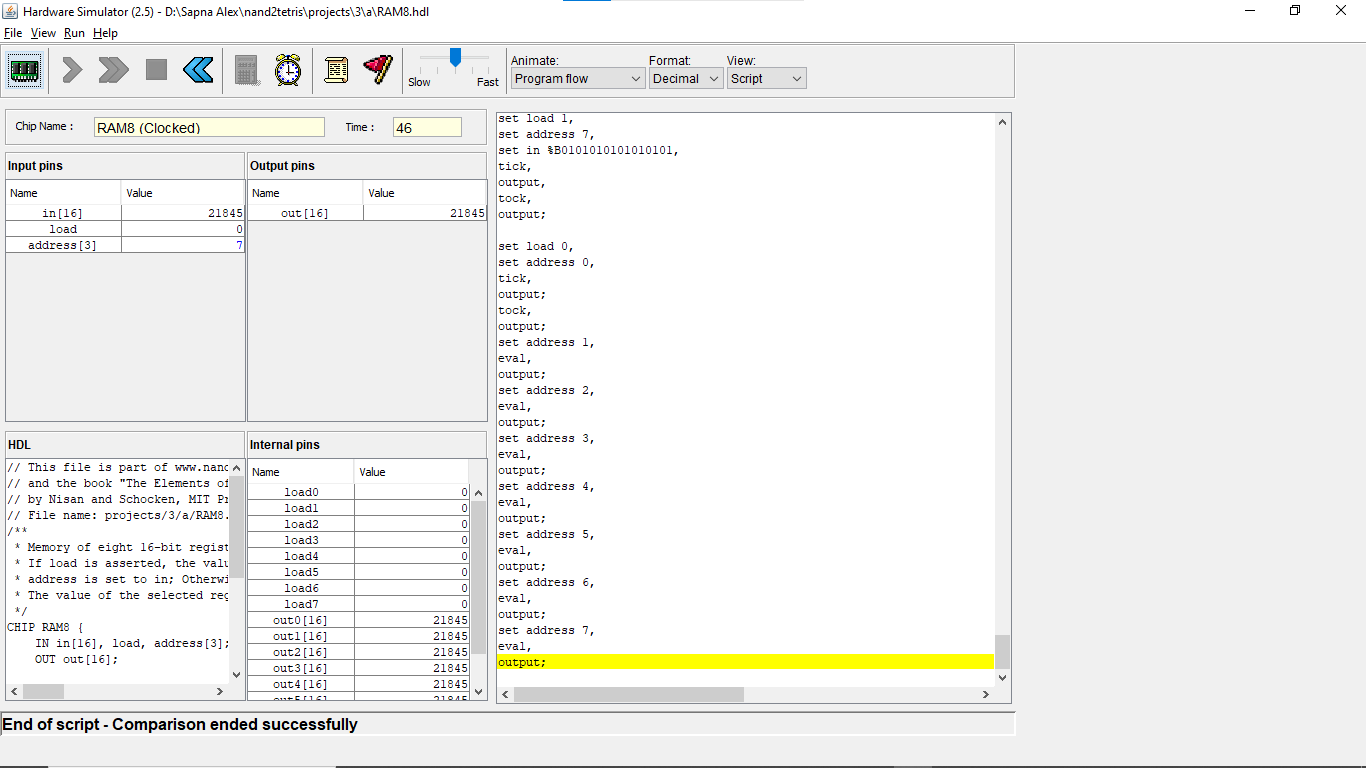 Hardware Simulator (2.5) - D:\Sapna Alex\nand2tetris\projects\3\a\RAM8.hdl
File View Run Help
Slow Fast
Animate: Format: View:
Program flow Decimal Script
Chip Name : RAM8 (Clocked) Time : 46
Input pins
Name Value
in[16] 21845
load 0
address[3] 7
Output pins
Name Value
out[16] 21845
HDL
// This file is part of www.nand
// and the book "The Elements of
// by Nisan and Schocken, MIT Pr
// File name: projects/3/a/RAM8.
/**
* Memory of eight 16-bit regist
* If load is asserted, the valu
* address is set to in; Otherwi
* The value of the selected reg
*/
CHIP RAM8 {
IN in[16], load, address[3];
OUT out[16];
Internal pins
Name Value
load0 0
load1 0
load2 0
load3 0
load4 0
load5 0
load6 0
load7 0
out0[16] 21845
out1[16] 21845
out2[16] 21845
out3[16] 21845
out4[16] 21845
out5[16] 21845
set load 1,
set address 7,
set in %B0101010101010101,
tick,
output,
tock,
output;
set load 0,
set address 0,
tick,
output;
tock,
output;
set address 1,
eval,
output;
set address 2,
eval,
output;
set address 3,
eval,
output;
set address 4,
eval,
output;
set address 5,
eval,
output;
set address 6,
eval,
output;
set address 7,
eval,
output;
End of script - Comparison ended successfully